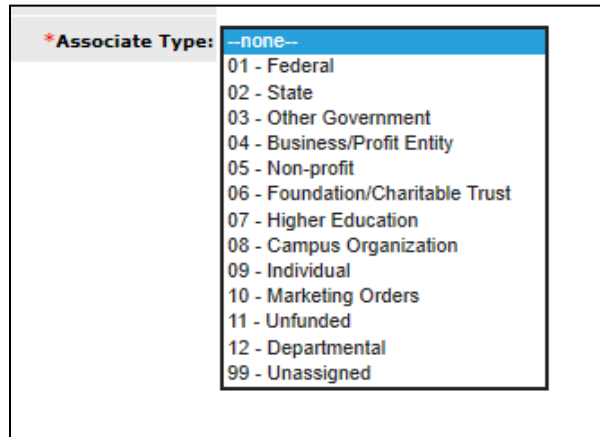 *Associate Type: --none--
01 - Federal
02 - State
03 - Other Government
04 - Business/Profit Entity
05 - Non-profit
06 - Foundation/Charitable Trust
07 - Higher Education
08 - Campus Organization
09 - Individual
10 - Marketing Orders
11 - Unfunded
12 - Departmental
99 - Unassigned